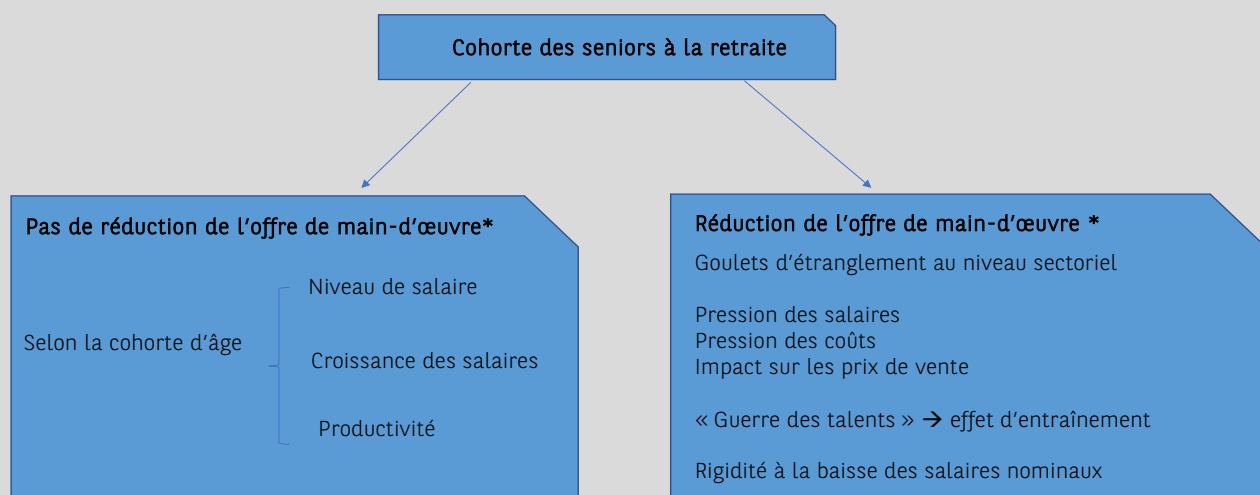 Cohorte des seniors à la retraite
Pas de réduction de l'offre de main-d'œuvre*
Niveau de salaire
Selon la cohorte d'âge
Croissance des salaires
Productivité
Réduction de l'offre de main-d'œuvre *
Goulets d'étranglement au niveau sectoriel
Pression des salaires
Pression des coûts
Impact sur les prix de vente
« Guerre des talents » → effet d'entraînement
Rigidité à la baisse des salaires nominaux